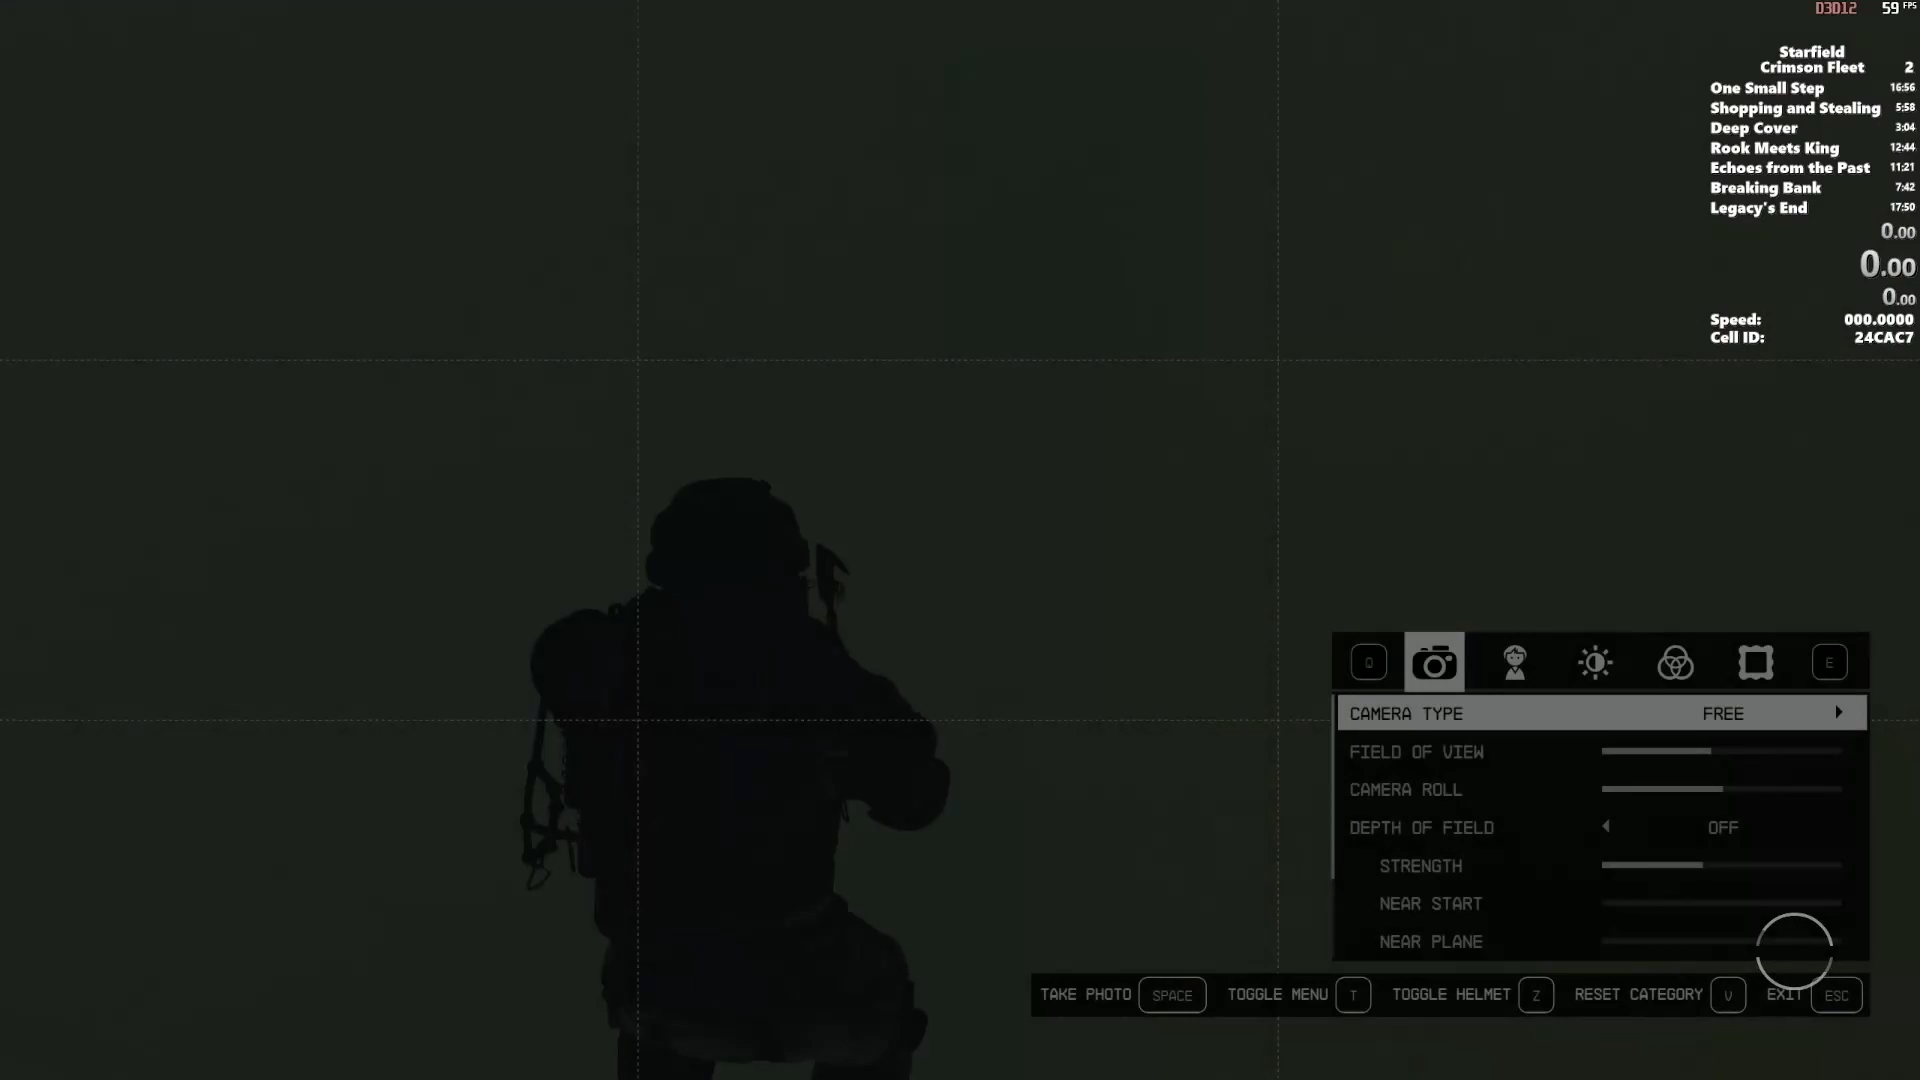 D3D12 59 FPS
Starfield
Crimson Fleet 2
One Small Step 16:56
Shopping and Stealing 5:58
Deep Cover 3:04
Rook Meets King 12:44
Echoes from the Past 11:21
Breaking Bank 7:42
Legacy's End 17:50
0.00
0.00
0.00
Speed: 000.0000
Cell ID: 24CAC7
Q E
CAMERA TYPE FREE
FIELD OF VIEW
CAMERA ROLL
DEPTH OF FIELD OFF
STRENGTH
NEAR START
NEAR PLANE
TAKE PHOTO SPACE TOGGLE MENU T TOGGLE HELMET Z RESET CATEGORY V EXIT ESC